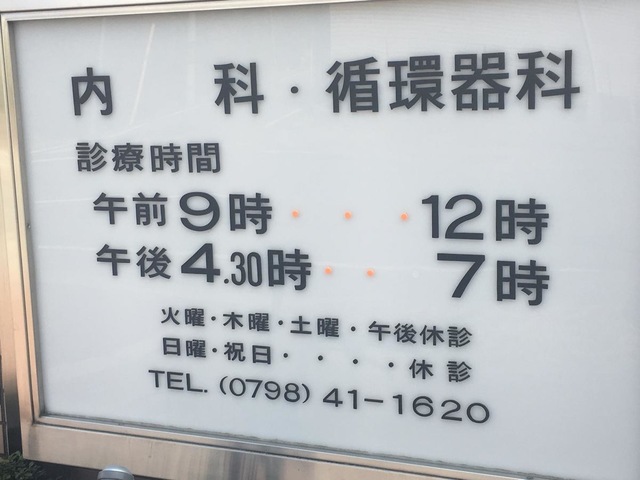 内科・循環器科
診療時間
午前9時・・・12時
午後4.30時・・・7時
火曜・木曜・土曜・午後休診
日曜・祝日・・・・・休診
TEL.(0798)41-1620